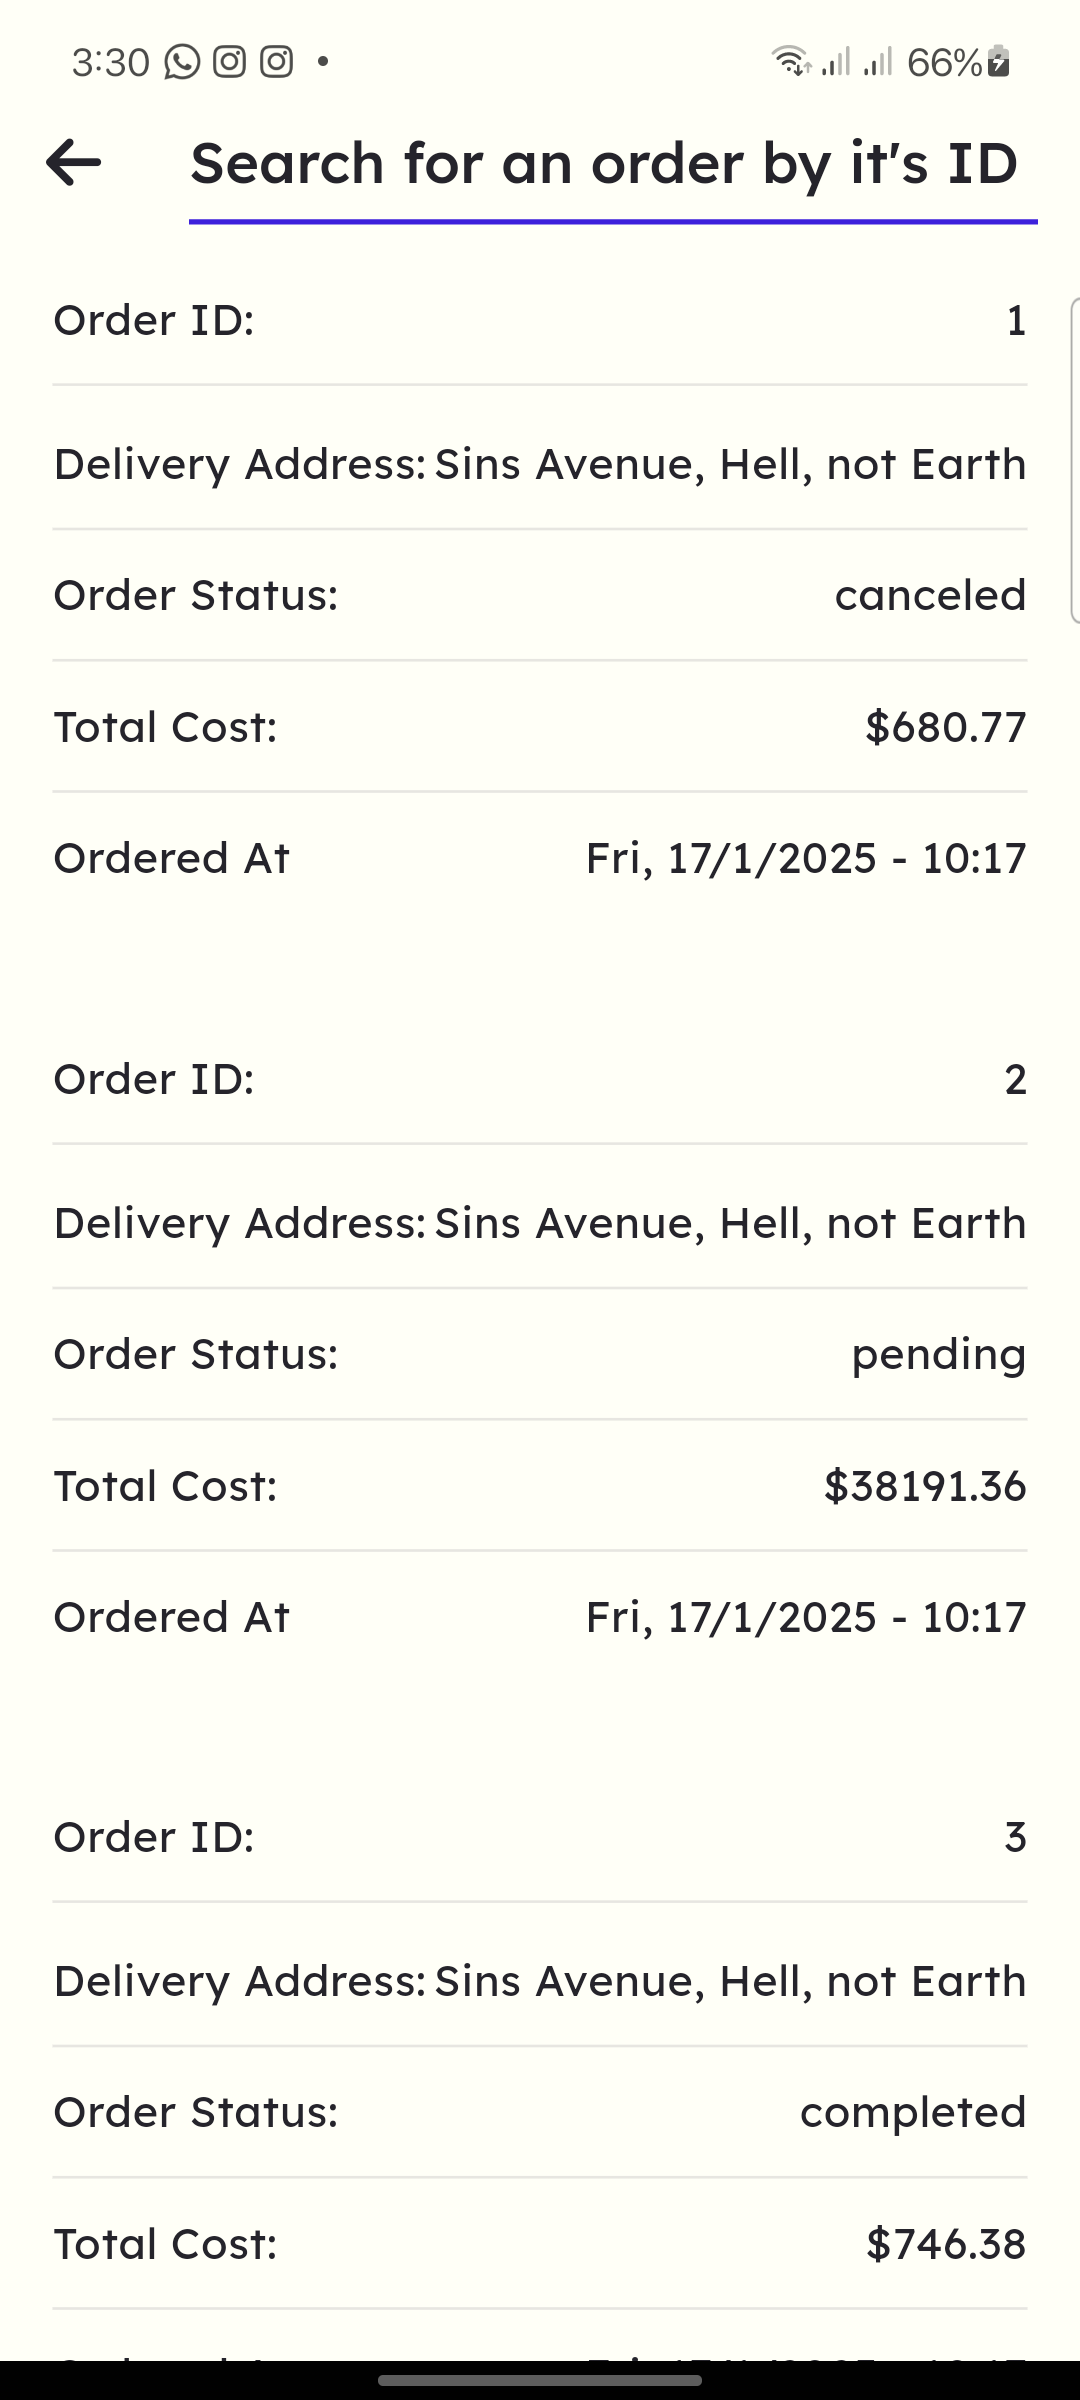 3:30
66%
Search for an order by it's ID
Order ID: 1
Delivery Address: Sins Avenue, Hell, not Earth
Order Status: canceled
Total Cost: $680.77
Ordered At Fri, 17/1/2025 - 10:17
Order ID: 2
Delivery Address: Sins Avenue, Hell, not Earth
Order Status: pending
Total Cost: $38191.36
Ordered At Fri, 17/1/2025 - 10:17
Order ID: 3
Delivery Address: Sins Avenue, Hell, not Earth
Order Status: completed
Total Cost: $746.38